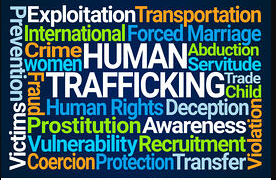 Prevention
Exploitation Transportation
International Forced Marriage
Crime HUMAN Abduction
women Servitude
Fraud TRAFFICKING Trade
Child
Human Rights Deception
Victims Prostitution Awareness Violation
Vulnerability Recruitment
Coercion Protection Transfer